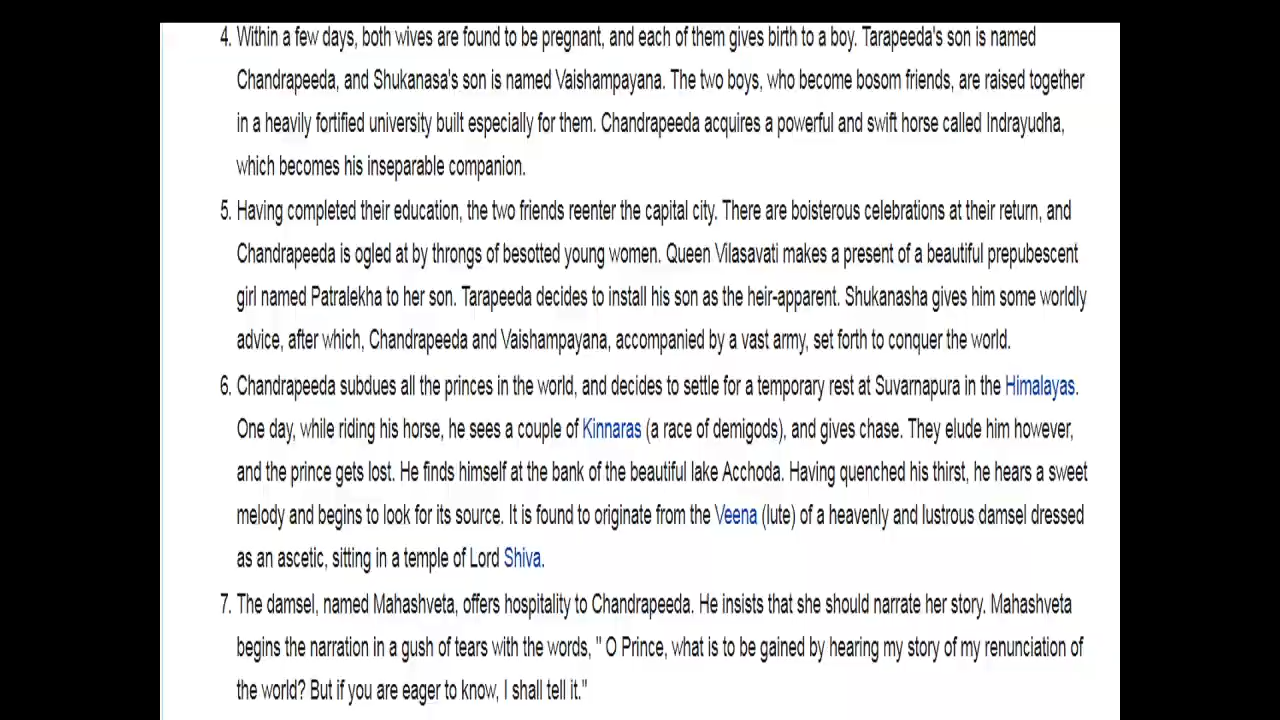 4. Within a few days, both wives are found to be pregnant, and each of them gives birth to a boy. Tarapeeda's son is named
Chandrapeeda, and Shukanasa's son is named Vaishampayana. The two boys, who become bosom friends, are raised together
in a heavily fortified university built especially for them. Chandrapeeda acquires a powerful and swift horse called Indrayudha,
which becomes his inseparable companion.
5. Having completed their education, the two friends reenter the capital city. There are boisterous celebrations at their return, and
Chandrapeeda is ogled at by throngs of besotted young women. Queen Vilasavati makes a present of a beautiful prepubescent
girl named Patralekha to her son. Tarapeeda decides to install his son as the heir-apparent. Shukanasha gives him some worldly
advice, after which, Chandrapeeda and Vaishampayana, accompanied by a vast army, set forth to conquer the world.
6. Chandrapeeda subdues all the princes in the world, and decides to settle for a temporary rest at Suvarnapura in the Himalayas.
One day, while riding his horse, he sees a couple of Kinnaras (a race of demigods), and gives chase. They elude him however,
and the prince gets lost. He finds himself at the bank of the beautiful lake Acchoda. Having quenched his thirst, he hears a sweet
melody and begins to look for its source. It is found to originate from the Veena (lute) of a heavenly and lustrous damsel dressed
as an ascetic, sitting in a temple of Lord Shiva.
7. The damsel, named Mahashveta, offers hospitality to Chandrapeeda. He insists that she should narrate her story. Mahashveta
begins the narration in a gush of tears with the words, " O Prince, what is to be gained by hearing my story of my renunciation of
the world? But if you are eager to know, I shall tell it."